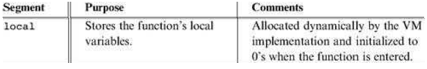 Segment Purpose Comments
local Stores the function's local Allocated dynamically by the VM
variables. implementation and initialized to
0's when the function is entered.